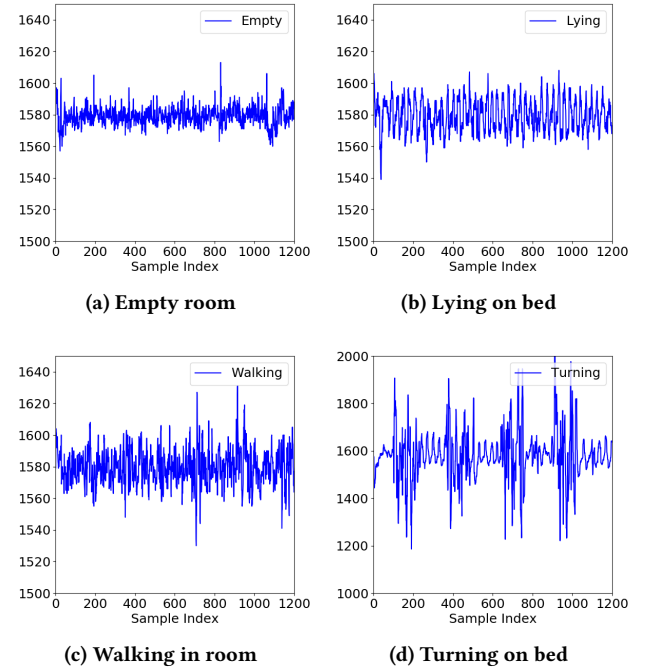 1640
1620
1600
1580
1560
1540
1520
1500
0 200 400 600 800 1000 1200
Sample Index
Empty
(a) Empty room
1640
1620
1600
1580
1560
1540
1520
1500
0 200 400 600 800 1000 1200
Sample Index
Lying
(b) Lying on bed
1640
1620
1600
1580
1560
1540
1520
1500
0 200 400 600 800 1000 1200
Sample Index
Walking
(c) Walking in room
2000
1800
1600
1400
1200
1000
0 200 400 600 800 1000 1200
Sample Index
Turning
(d) Turning on bed